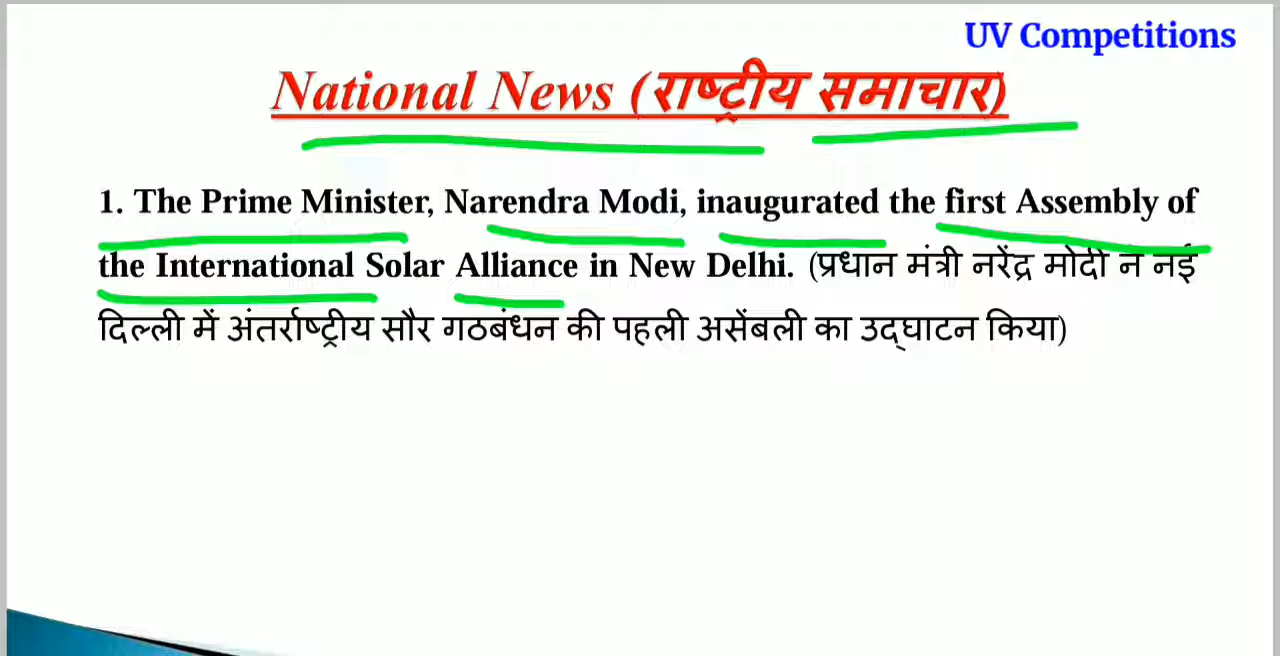 UV Competitions
National News (राष्ट्रीय समाचार)
1. The Prime Minister, Narendra Modi, inaugurated the first Assembly of
the International Solar Alliance in New Delhi. (प्रधान मंत्री नरेंद्र मोदी ने नई
दिल्ली में अंतर्राष्ट्रीय सौर गठबंधन की पहली असेंबली का उद्घाटन किया)